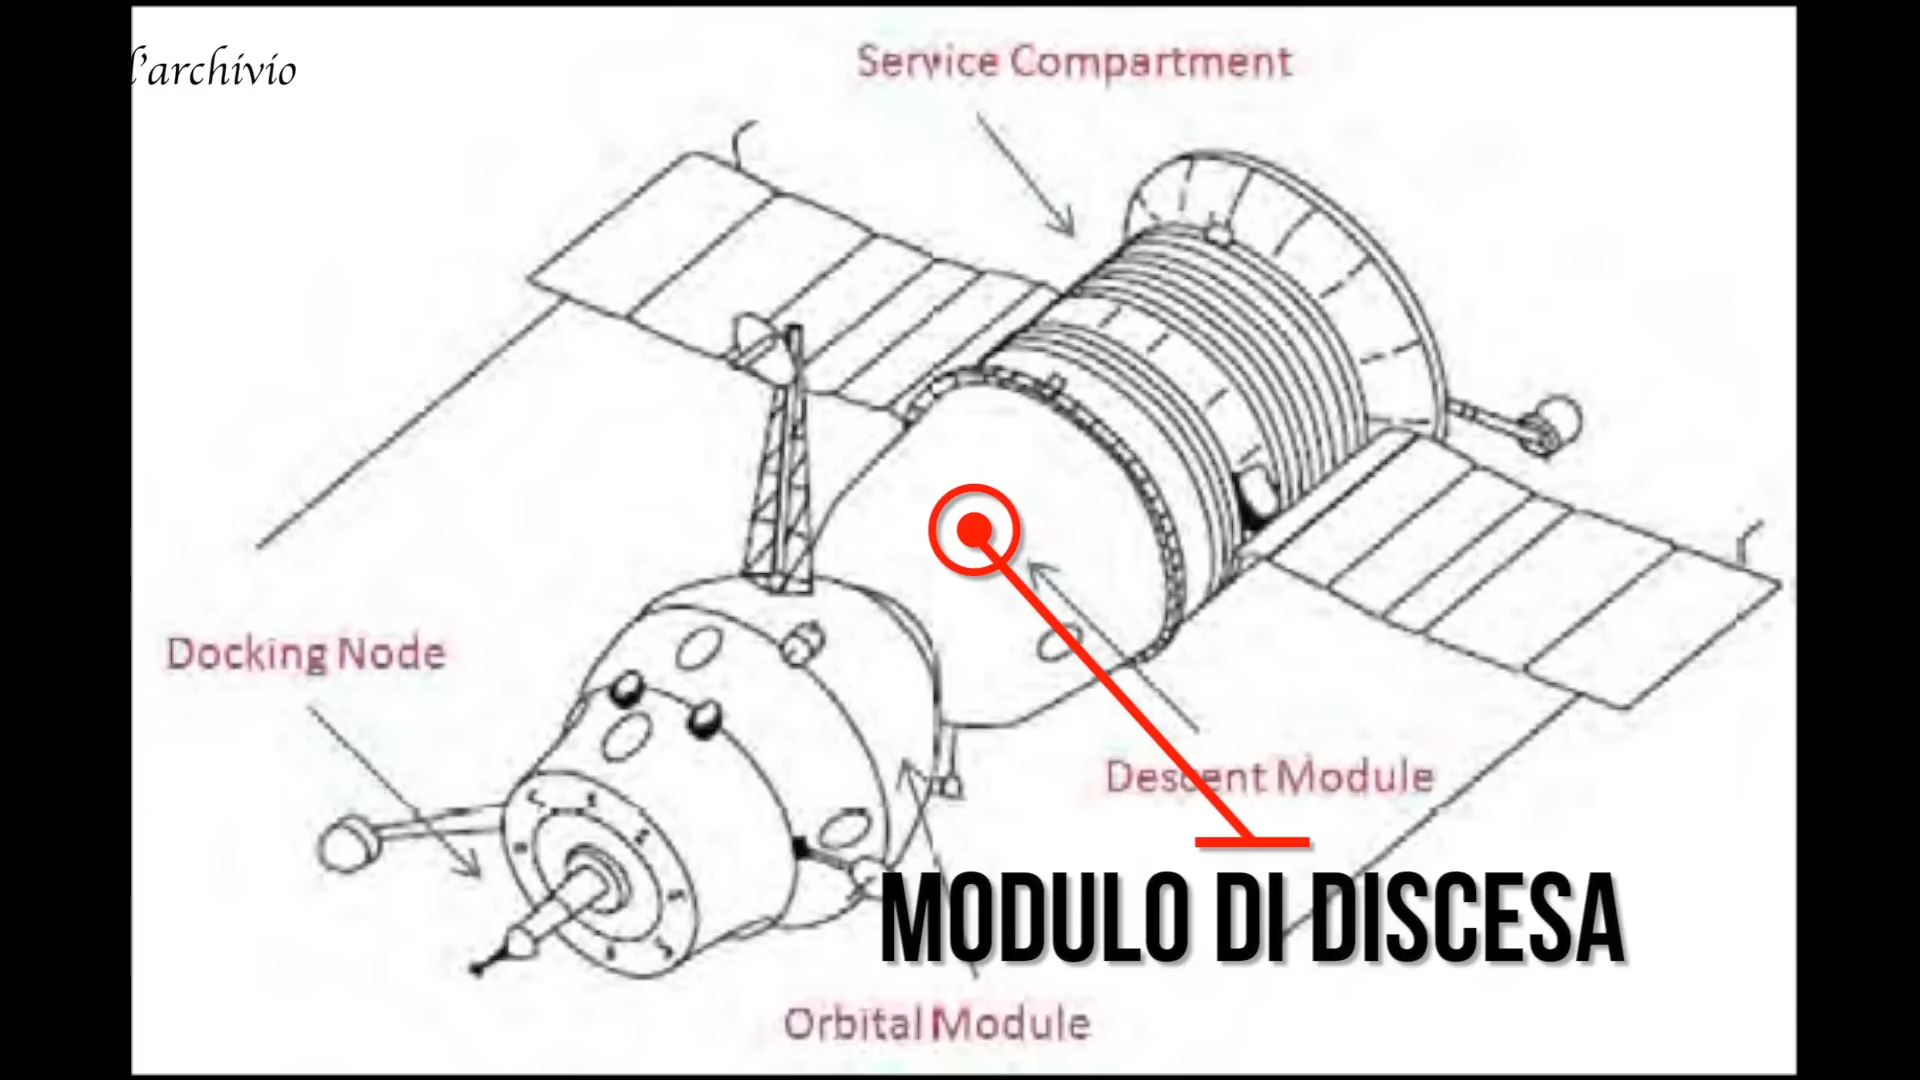 l'archivio
Service Compartment
Docking Node
Descent Module
MODULO DI DISCESA
Orbital Module